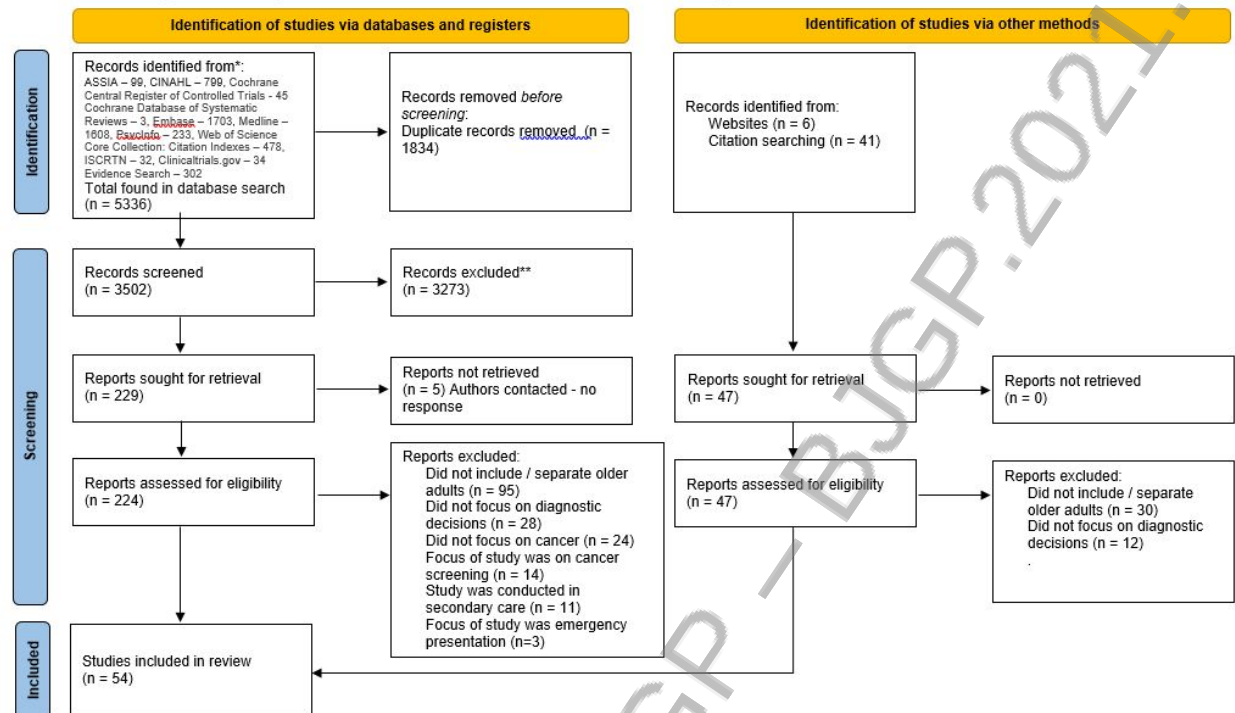 Identification of studies via databases and registers
Identification of studies via other methods
Identification
Records identified from*:
ASSIA – 99, CINAHL – 799, Cochrane
Central Register of Controlled Trials - 45
Cochrane Database of Systematic
Reviews – 3, Embase – 1703, Medline –
1608, PsycInfo – 233, Web of Science
Core Collection: Citation Indexes – 478,
ISCRTN – 32, Clinicaltrials.gov – 34
Evidence Search – 302
Total found in database search
(n = 5336)
Records removed before
screening:
Duplicate records removed (n =
1834)
Records identified from:
Websites (n = 6)
Citation searching (n = 41)
Screening
Records screened
(n = 3502)
Records excluded**
(n = 3273)
Reports sought for retrieval
(n = 229)
Reports not retrieved
(n = 5) Authors contacted - no
response
Reports sought for retrieval
(n = 47)
Reports not retrieved
(n = 0)
Reports assessed for eligibility
(n = 224)
Reports excluded:
Did not include / separate older
adults (n = 95)
Did not focus on diagnostic
decisions (n = 28)
Did not focus on cancer (n = 24)
Focus of study was on cancer
screening (n = 14)
Study was conducted in
secondary care (n = 11)
Focus of study was emergency
presentation (n=3)
Reports assessed for eligibility
(n = 47)
Reports excluded:
Did not include / separate
older adults (n = 30)
Did not focus on diagnostic
decisions (n = 12)
.
Included
Studies included in review
(n = 54)
GP – BJGP.2021.